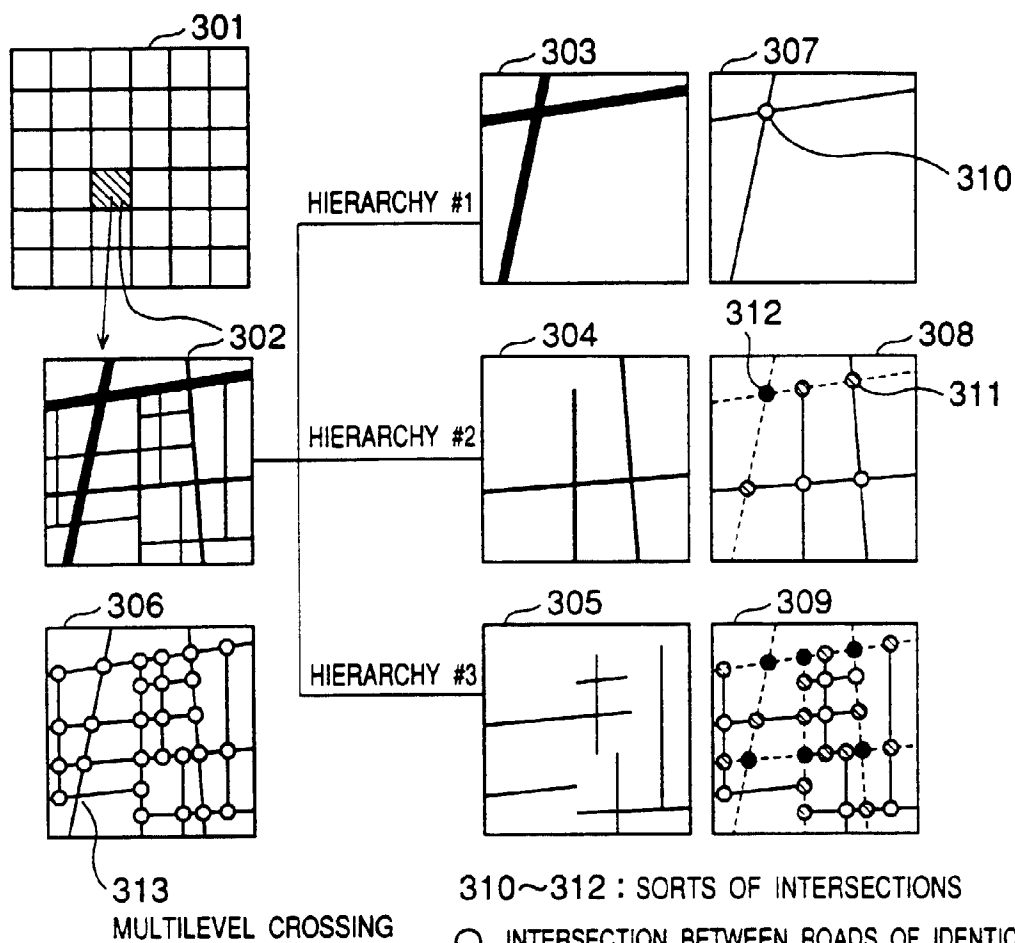 301
303
307
310
HIERARCHY #1
302
304
312
308
311
HIERARCHY #2
306
305
309
HIERARCHY #3
313
MULTILEVEL CROSSING
310~312 : SORTS OF INTERSECTIONS
INTERSECTION BETWEEN ROADS OF